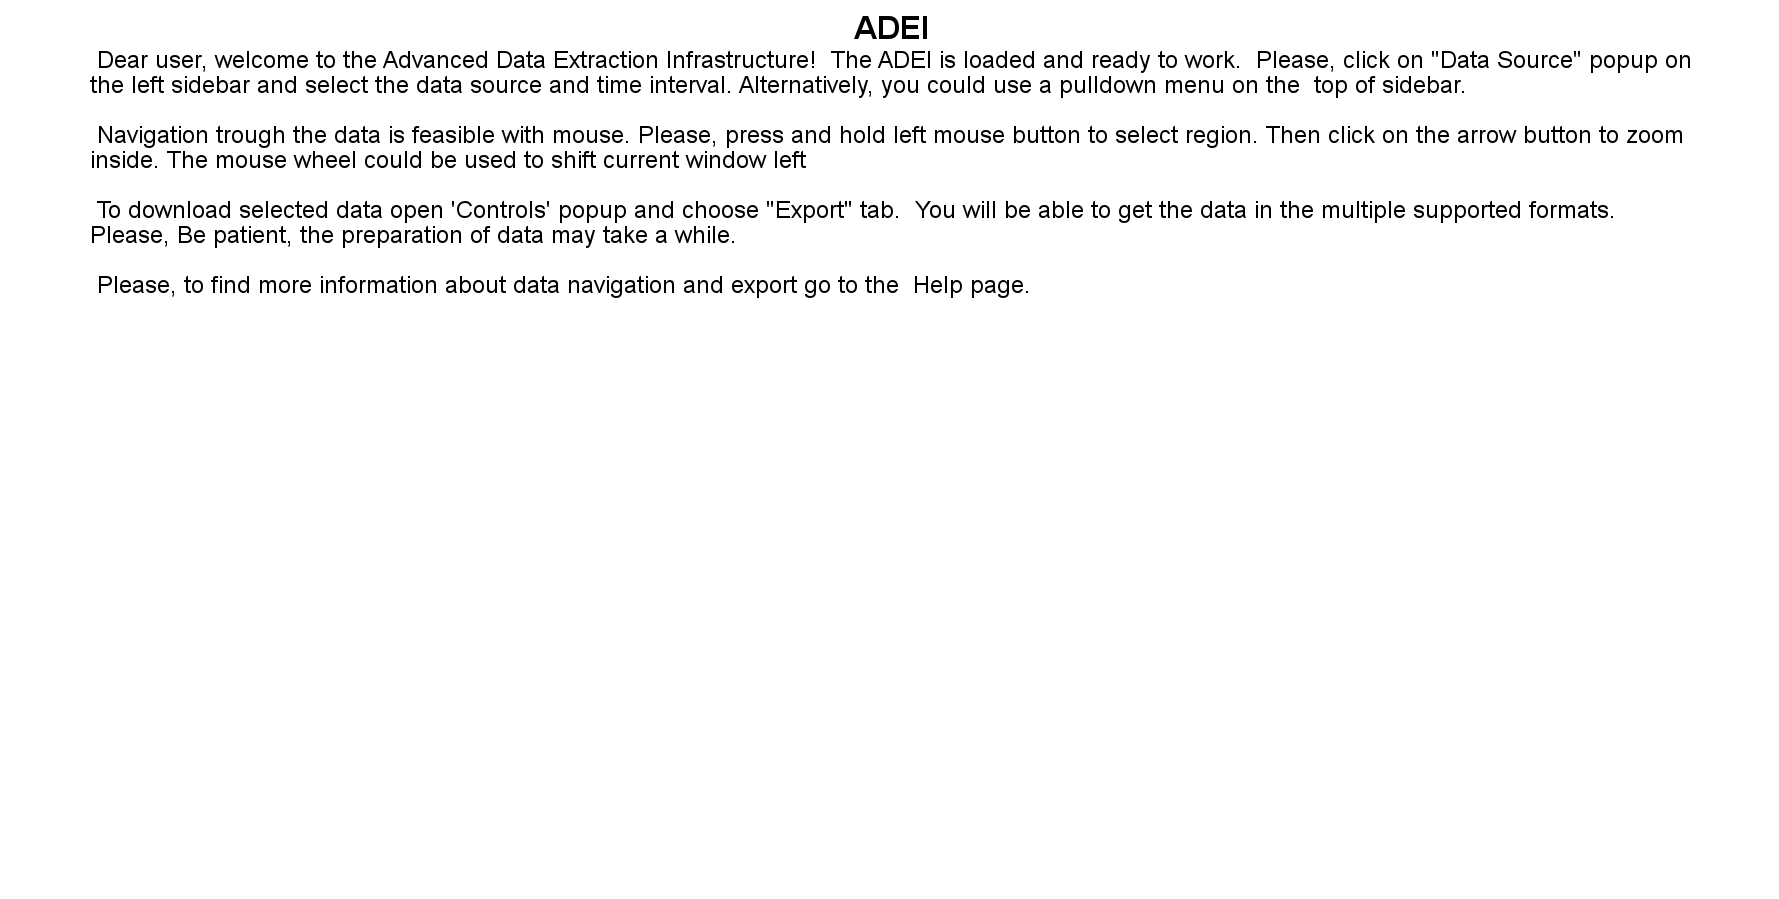 ADEI
Dear user, welcome to the Advanced Data Extraction Infrastructure!  The ADEI is loaded and ready to work.  Please, click on "Data Source" popup on
the left sidebar and select the data source and time interval. Alternatively, you could use a pulldown menu on the  top of sidebar.
Navigation trough the data is feasible with mouse. Please, press and hold left mouse button to select region. Then click on the arrow button to zoom
inside. The mouse wheel could be used to shift current window left
To download selected data open 'Controls' popup and choose "Export" tab.  You will be able to get the data in the multiple supported formats.
Please, Be patient, the preparation of data may take a while.
Please, to find more information about data navigation and export go to the  Help page.